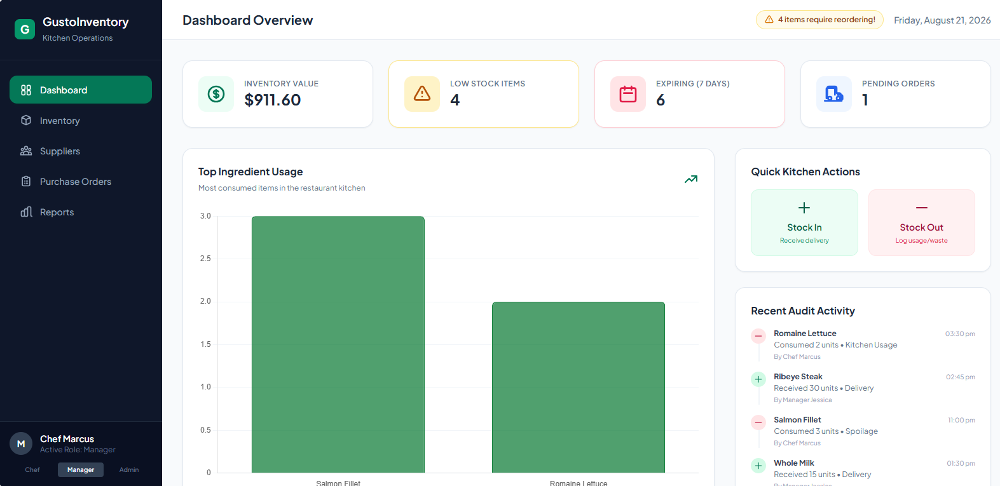 G
GustoInventory
Kitchen Operations
Dashboard
Inventory
Suppliers
Purchase Orders
Reports
M
Chef Marcus
Active Role: Manager
Chef Manager Admin
Dashboard Overview
4 items require reordering!
Friday, August 21, 2026
INVENTORY VALUE
$911.60
LOW STOCK ITEMS
4
EXPIRING (7 DAYS)
6
PENDING ORDERS
1
Top Ingredient Usage
Most consumed items in the restaurant kitchen
3.0
2.5
2.0
1.5
1.0
0.5
0
Salmon Fillet
Romaine Lettuce
Quick Kitchen Actions
Stock In
Receive delivery
Stock Out
Log usage/waste
Recent Audit Activity
Romaine Lettuce 03:30 pm
Consumed 2 units • Kitchen Usage
By Chef Marcus
Ribeye Steak 02:45 pm
Received 30 units • Delivery
By Manager Jessica
Salmon Fillet 11:00 pm
Consumed 3 units • Spoilage
By Chef Marcus
Whole Milk 01:30 pm
Received 15 units • Delivery
By Manager Jessica